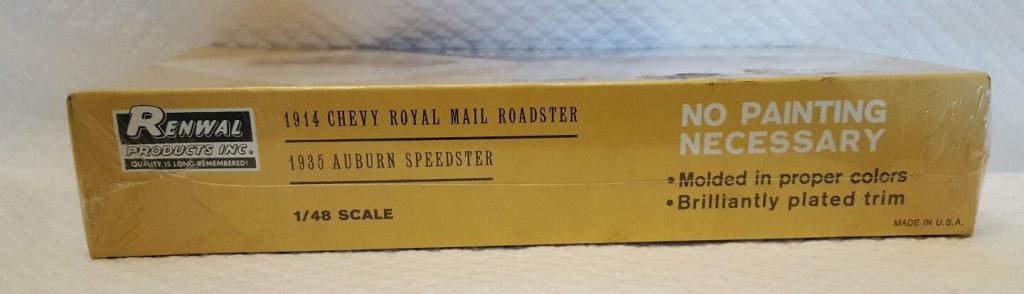 RENWAL
PRODUCTS INC.
QUALITY IS LONG-REMEMBERED!
1914 CHEVY ROYAL MAIL ROADSTER
1935 AUBURN SPEEDSTER
1/48 SCALE
NO PAINTING
NECESSARY
• Molded in proper colors
• Brilliantly plated trim
MADE IN U.S.A.